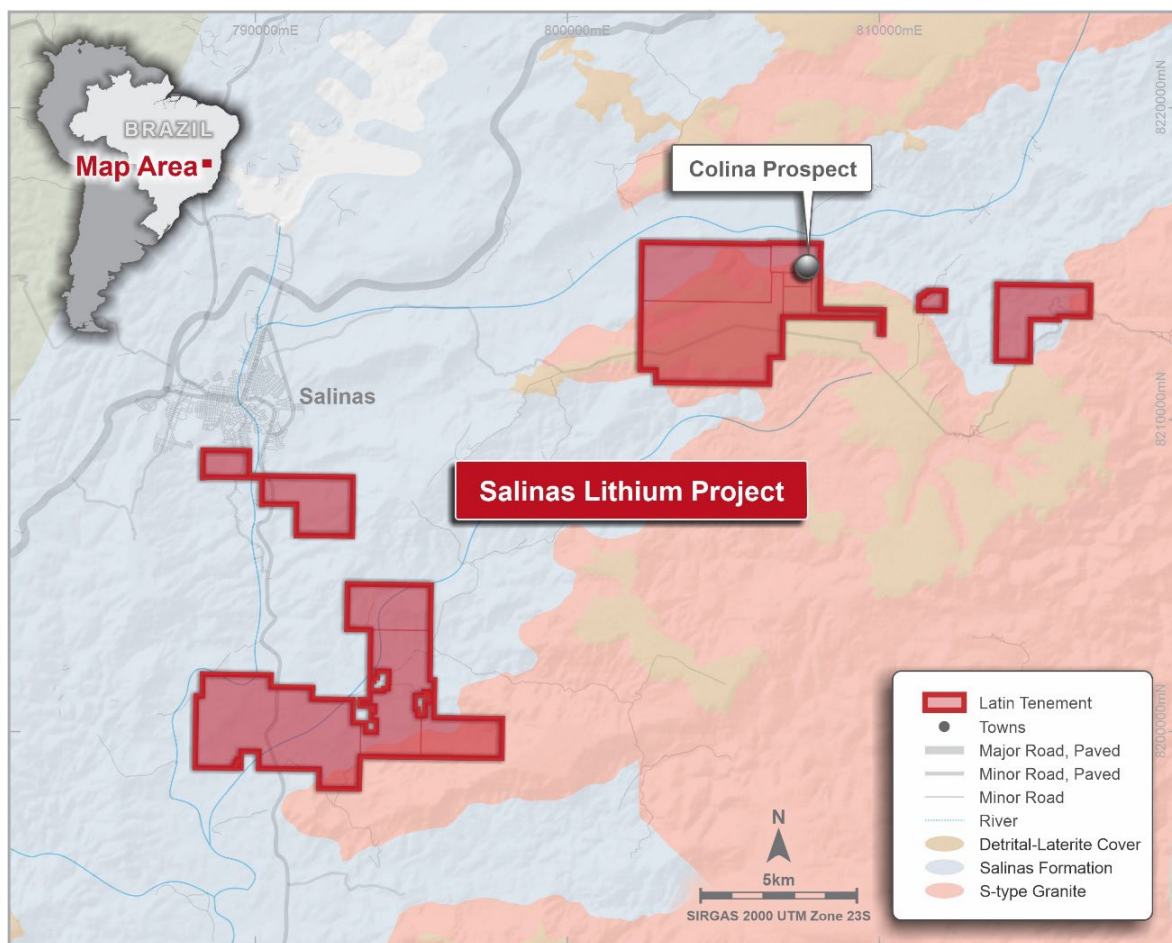 790000mE
800000mE
810000mE
8220000mN
BRAZIL
Map Area
Colina Prospect
Salinas
8210000mN
Salinas Lithium Project
8200000mN
Latin Tenement
Towns
Major Road, Paved
Minor Road, Paved
Minor Road
River
Detrital-Laterite Cover
Salinas Formation
S-type Granite
N
5km
SIRGAS 2000 UTM Zone 23S